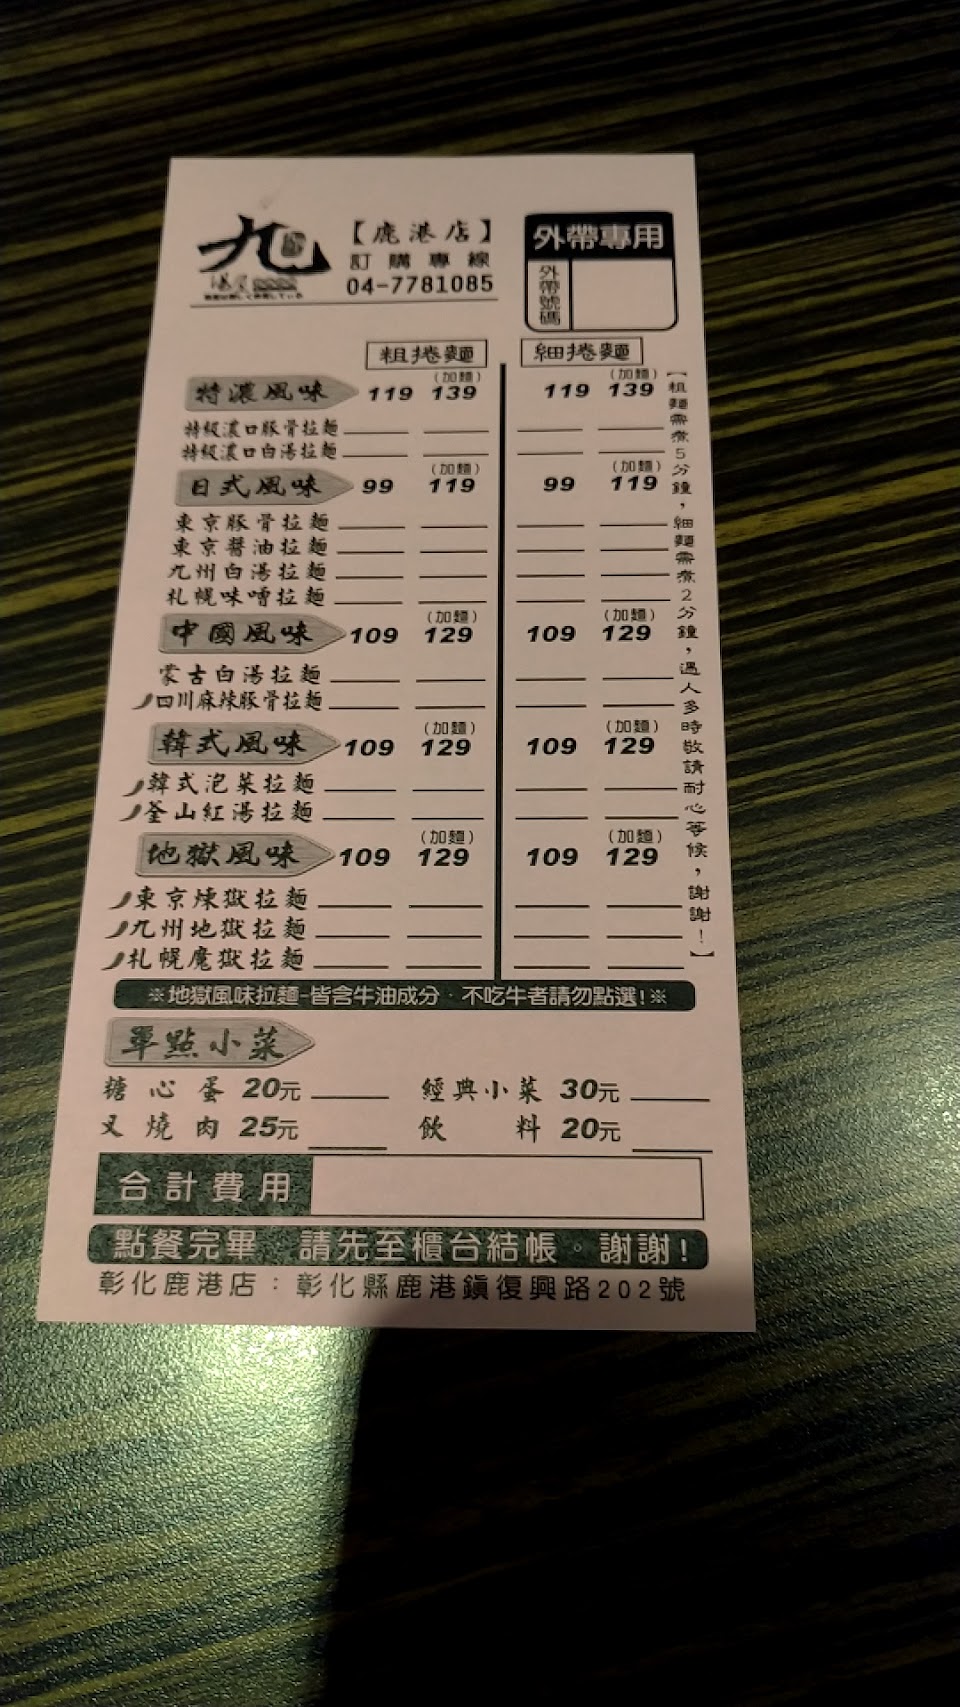 九
【鹿港店】
訂購專線
04-7781085
外帶專用
外帶號碼
粗捲麵 細捲麵
(加麵) (加麵)
特濃風味 119 139 119 139
特級濃口豚骨拉麵
特級濃口白湯拉麵
(加麵) (加麵)
日式風味 99 119 99 119
東京豚骨拉麵
東京醬油拉麵
九州白湯拉麵
札幌味噌拉麵
(加麵) (加麵)
中國風味 109 129 109 129
蒙古白湯拉麵
四川麻辣豚骨拉麵
(加麵) (加麵)
韓式風味 109 129 109 129
韓式泡菜拉麵
釜山紅湯拉麵
(加麵) (加麵)
地獄風味 109 129 109 129
東京煉獄拉麵
九州地獄拉麵
札幌魔獄拉麵
【粗麵需煮5分鐘，細麵需煮2分鐘，遇人多時敬請耐心等候，謝謝！】
※地獄風味拉麵-皆含牛油成分．不吃牛者請勿點選!※
單點小菜
糖心蛋 20元 經典小菜 30元
叉燒肉 25元 飲料 20元
合計費用
點餐完畢 請先至櫃台結帳。謝謝!
彰化鹿港店：彰化縣鹿港鎮復興路202號